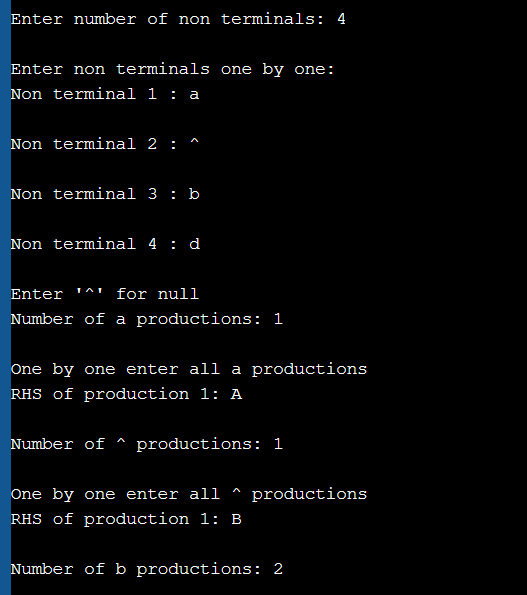 Enter number of non terminals: 4
Enter non terminals one by one:
Non terminal 1 : a
Non terminal 2 : ^
Non terminal 3 : b
Non terminal 4 : d
Enter '^' for null
Number of a productions: 1
One by one enter all a productions
RHS of production 1: A
Number of ^ productions: 1
One by one enter all ^ productions
RHS of production 1: B
Number of b productions: 2